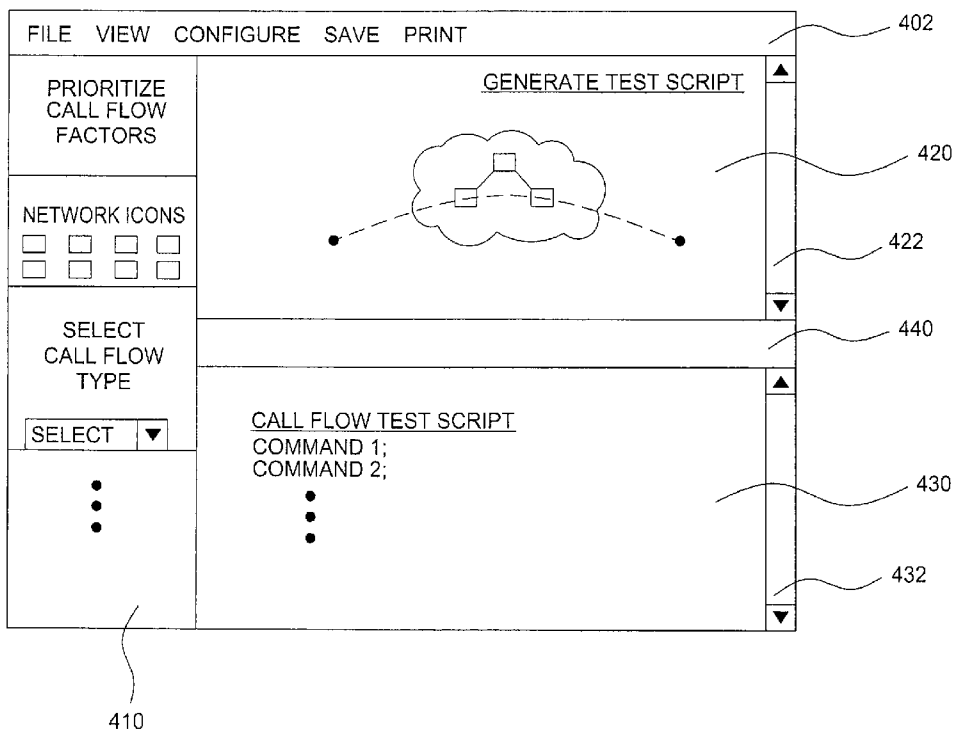 FILE VIEW CONFIGURE SAVE PRINT
402
PRIORITIZE
CALL FLOW
FACTORS
GENERATE TEST SCRIPT
420
NETWORK ICONS
422
SELECT
CALL FLOW
TYPE
440
SELECT
CALL FLOW TEST SCRIPT
COMMAND 1;
COMMAND 2;
430
432
410